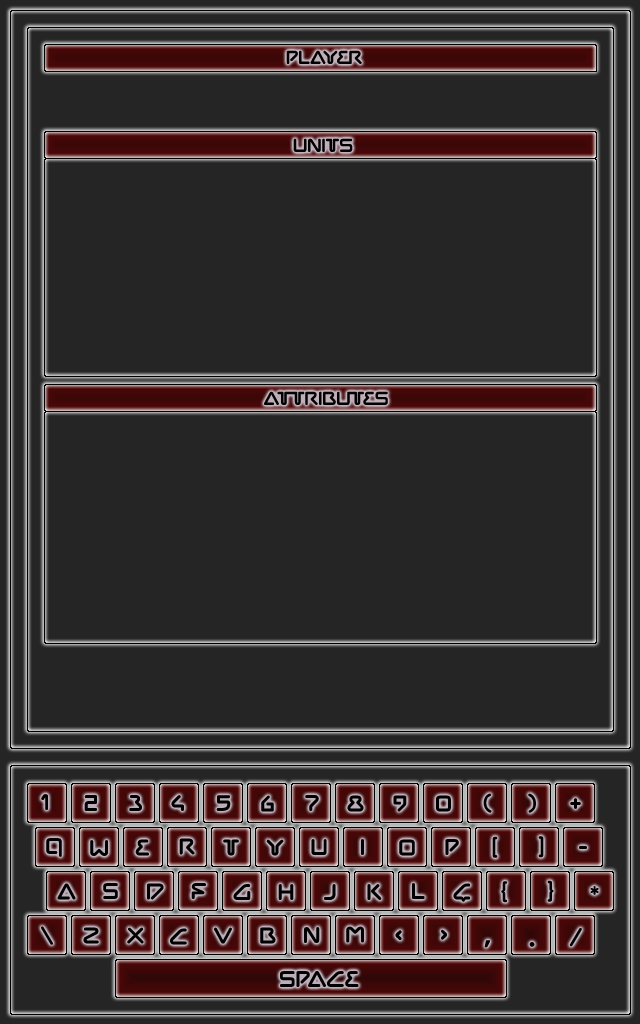 PLAYER
UNITS
ATTRIBUTES
1 2 3 4 5 6 7 8 9 0 ( ) +
Q W E R T Y U I O P [ ] -
A S D F G H J K L Ç { } *
\ Z X C V B N M < > , . /
SPACE